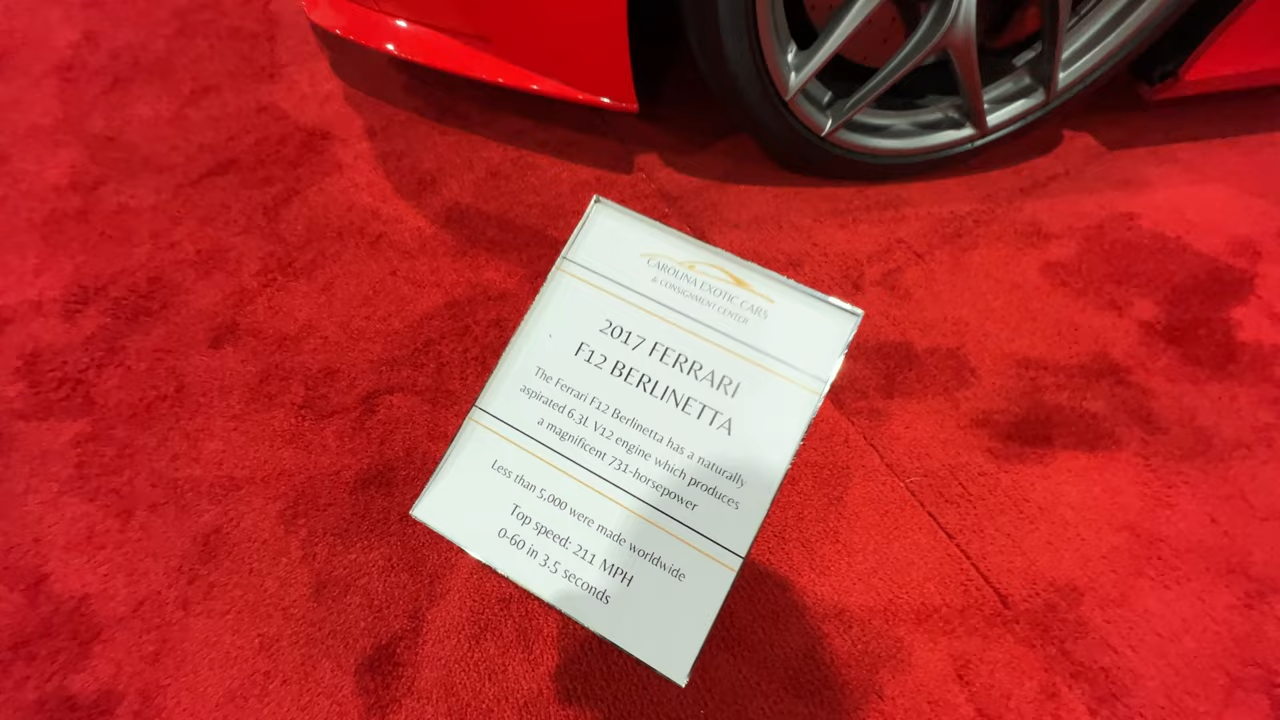 CAROLINA EXOTIC CARS
& CONSIGNMENT CENTER
2017 FERRARI
F12 BERLINETTA
The Ferrari F12 Berlinetta has a naturally
aspirated 6.3L V12 engine which produces
a magnificent 731-horsepower
Less than 5,000 were made worldwide
Top speed: 211 MPH
0-60 in 3.5 seconds